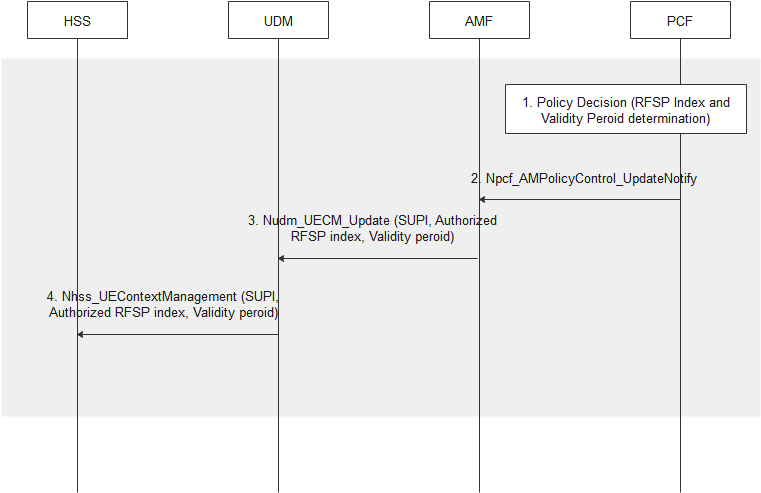 HSS
UDM
AMF
PCF
1. Policy Decision (RFSP Index and
Validity Peroid determination)
2. Npcf_AMPolicyControl_UpdateNotify
3. Nudm_UECM_Update (SUPI, Authorized
RFSP index, Validity peroid)
4. Nhss_UEContextManagement (SUPI,
Authorized RFSP index, Validity peroid)